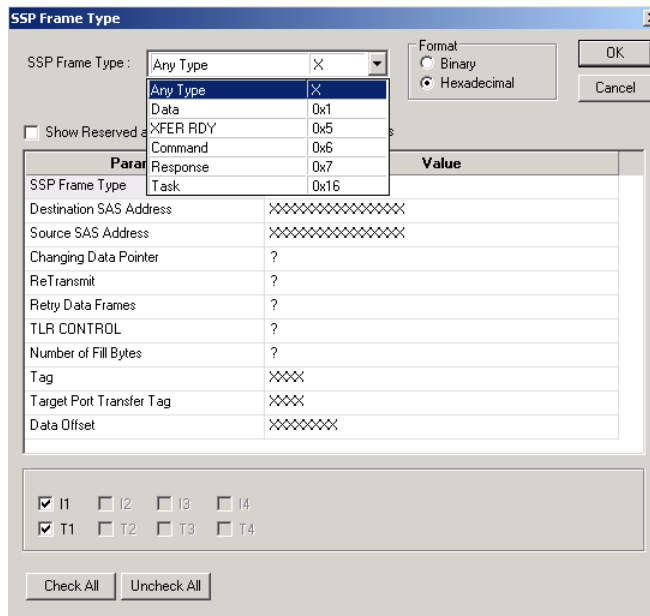 SSP Frame Type
SSP Frame Type :
Any Type X
Format
Binary
Hexadecimal
OK
Cancel
Any Type X
Data 0x1
XFER RDY 0x5
Command 0x6
Response 0x7
Task 0x16
Show Reserved
Value
SSP Frame Type
Destination SAS Address XXXXXXXXXXXXXXXX
Source SAS Address XXXXXXXXXXXXXXXX
Changing Data Pointer ?
ReTransmit ?
Retry Data Frames ?
TLR CONTROL ?
Number of Fill Bytes ?
Tag XXXX
Target Port Transfer Tag XXXX
Data Offset XXXXXXXX
I1 I2 I3 I4
T1 T2 T3 T4
Check All Uncheck All